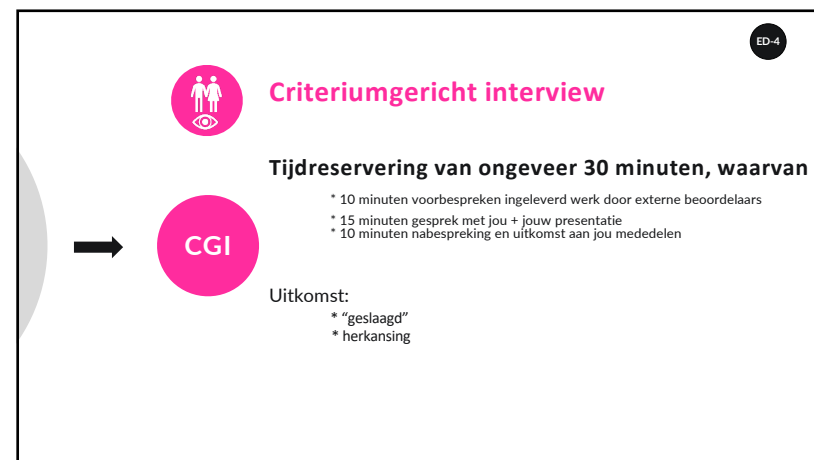 ED-4
Criteriumgericht interview
Tijdreservering van ongeveer 30 minuten, waarvan
* 10 minuten voorbespreken ingeleverd werk door externe beoordelaars
* 15 minuten gesprek met jou + jouw presentatie
* 10 minuten nabespreking en uitkomst aan jou mededelen
CGI
Uitkomst:
* “geslaagd”
* herkansing